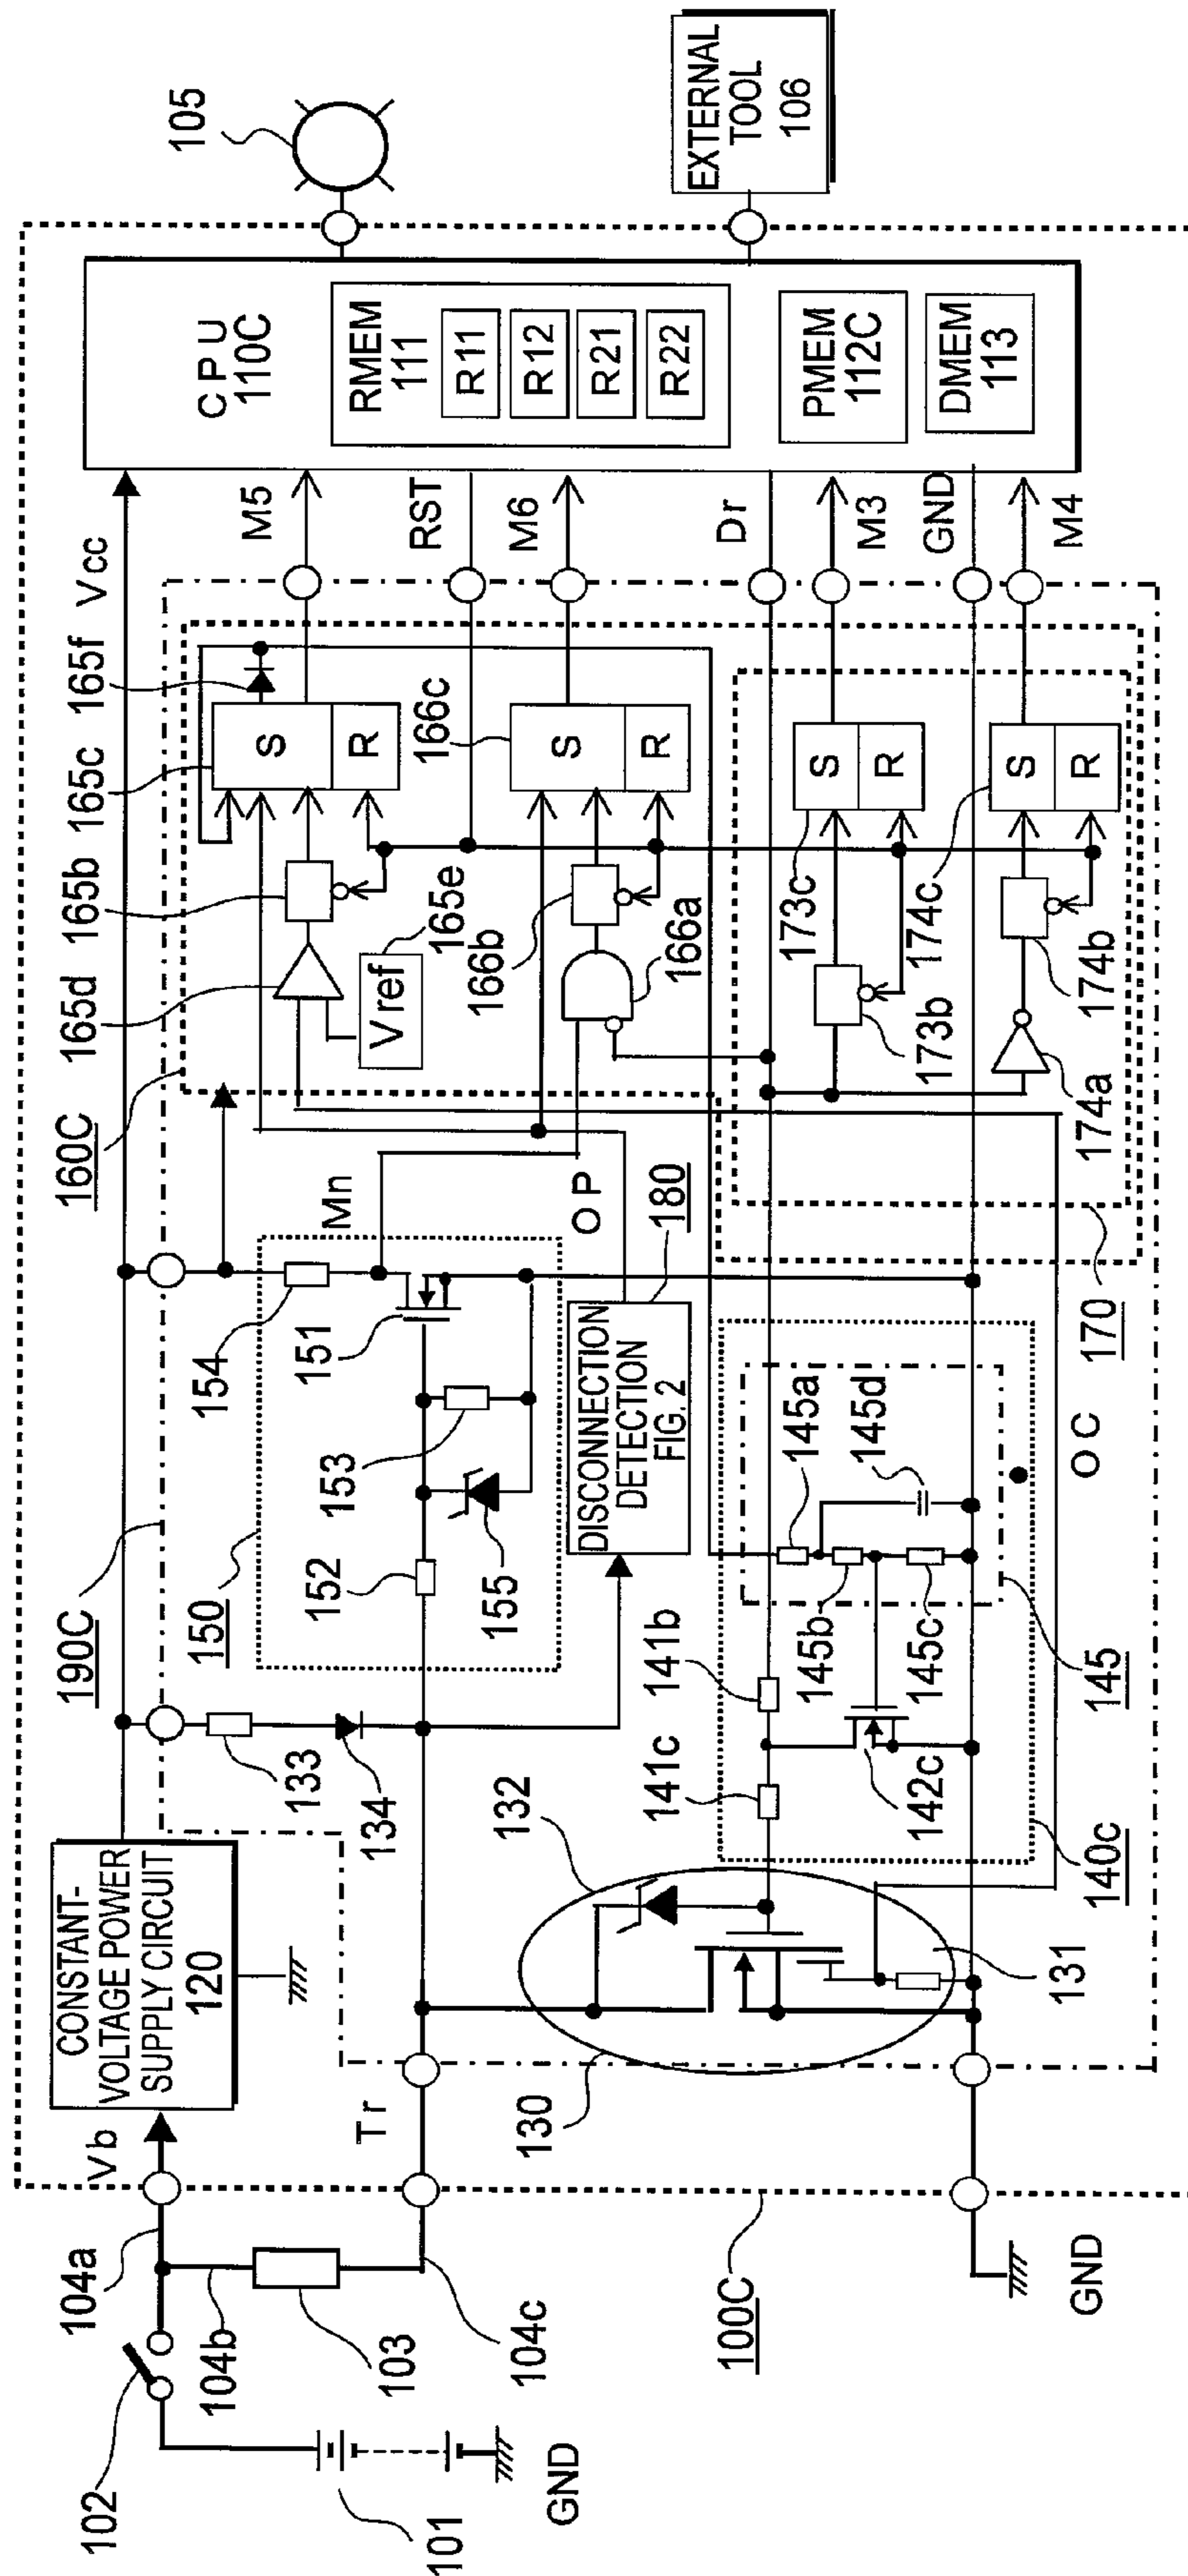 102
101
GND
104a
104b
103
104c
100C
GND
Vb
Tr
CONSTANT-
VOLTAGE POWER
SUPPLY CIRCUIT
120
190C
150
133
134
152
153
155
151
154
Mn
130
132
131
141c
141b
142c
140c
145
145a
145b
145c
145d
DISCONNECTION
DETECTION
FIG. 2
180
OP
OC
170
160C
165d
165b
165c
165f
Vcc
Vref
165e
166b
166a
166c
S
R
S
R
173c
173b
S
R
174c
174b
174a
S
R
M5
RST
M6
Dr
M3
GND
M4
CPU
110C
RMEM
111
R11
R12
R21
R22
PMEM
112C
DMEM
113
105
EXTERNAL
TOOL
106